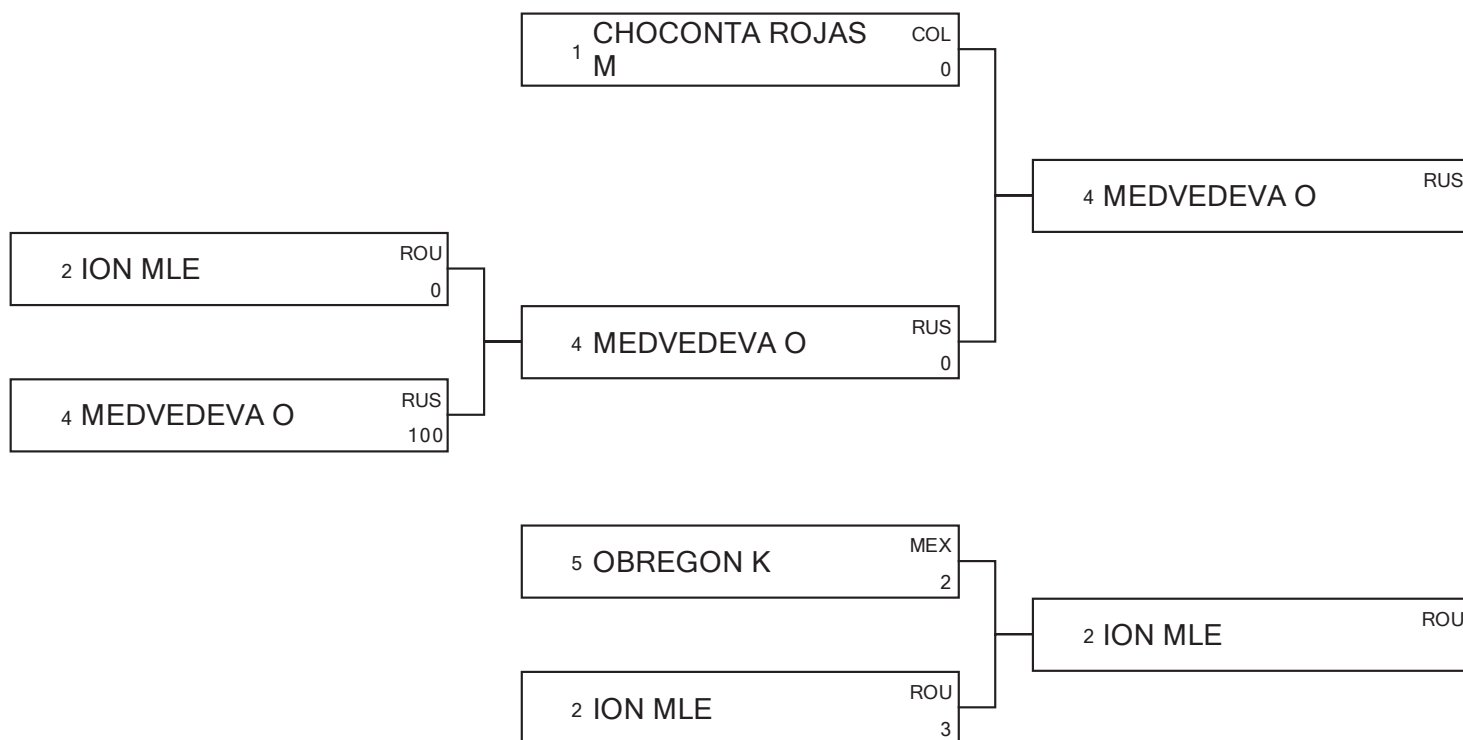 1 CHOCONTA ROJAS M COL
0
4 MEDVEDEVA O RUS
2 ION MLE ROU
0
4 MEDVEDEVA O RUS
0
4 MEDVEDEVA O RUS
100
5 OBREGON K MEX
2
2 ION MLE ROU
2 ION MLE ROU
3